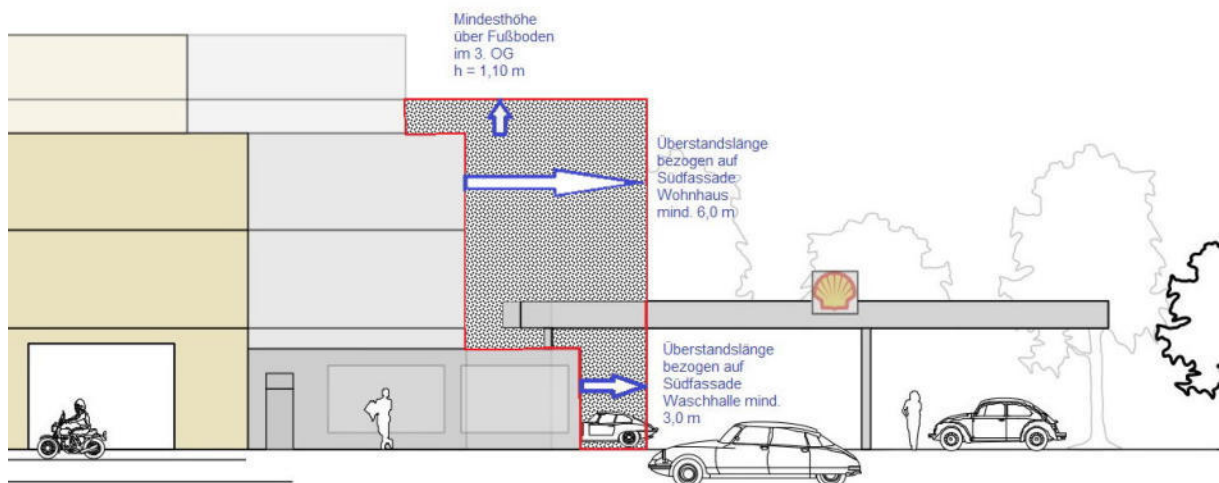 Mindesthöhe
über Fußboden
im 3. OG
h = 1,10 m
Überstandslänge
bezogen auf
Südfassade
Wohnhaus
mind. 6,0 m
Überstandslänge
bezogen auf
Südfassade
Waschhalle mind.
3,0 m